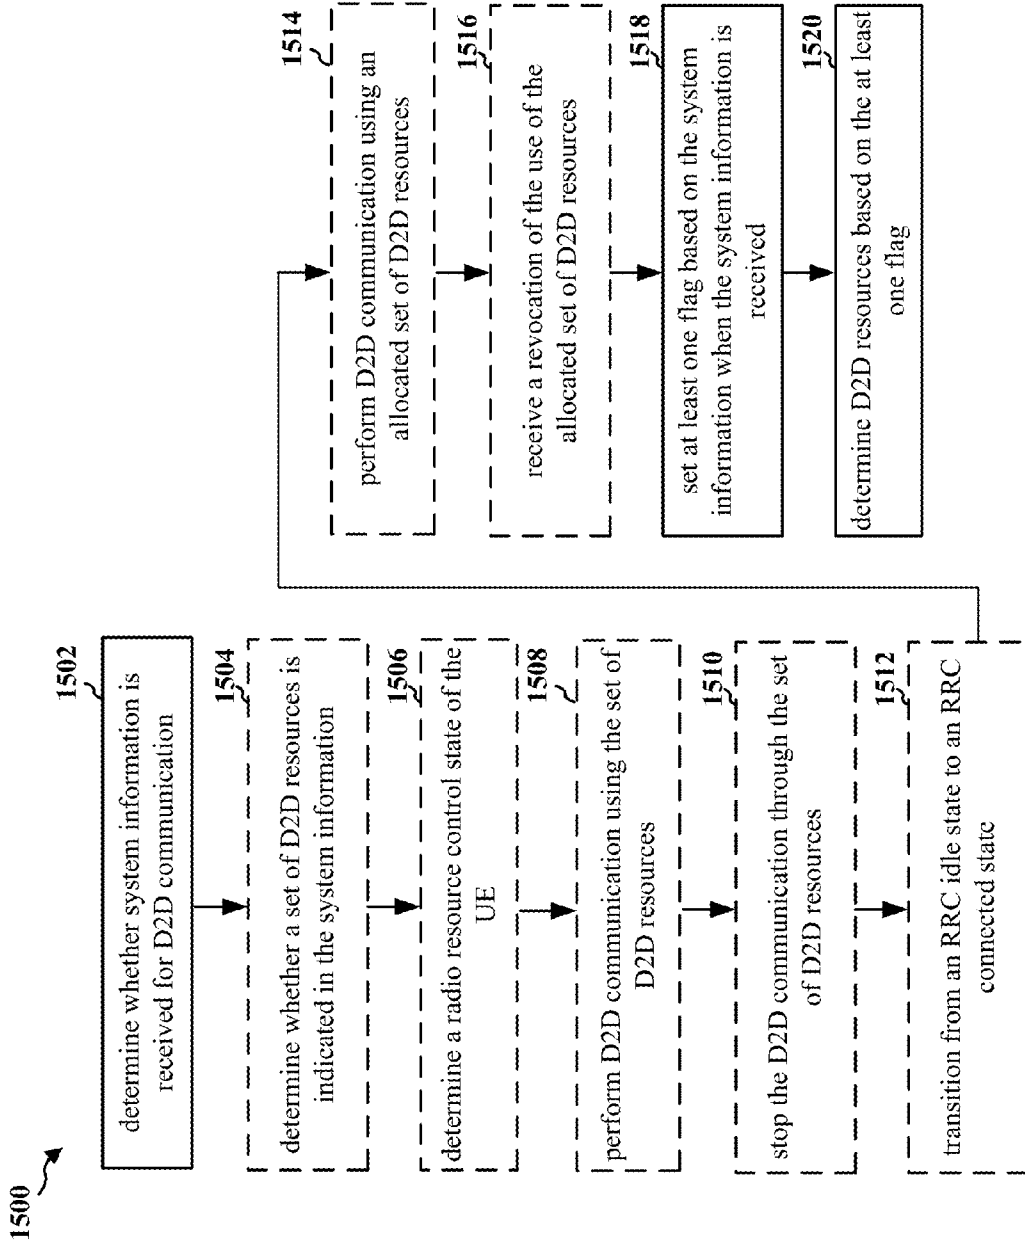 1500
1502
determine whether system information is
received for D2D communication
1504
determine whether a set of D2D resources is
indicated in the system information
1506
determine a radio resource control state of the
UE
1508
perform D2D communication using the set of
D2D resources
1510
stop the D2D communication through the set
of D2D resources
1512
transition from an RRC idle state to an RRC
connected state
1514
perform D2D communication using an
allocated set of D2D resources
1516
receive a revocation of the use of the
allocated set of D2D resources
1518
set at least one flag based on the system
information when the system information is
received
1520
determine D2D resources based on the at least
one flag